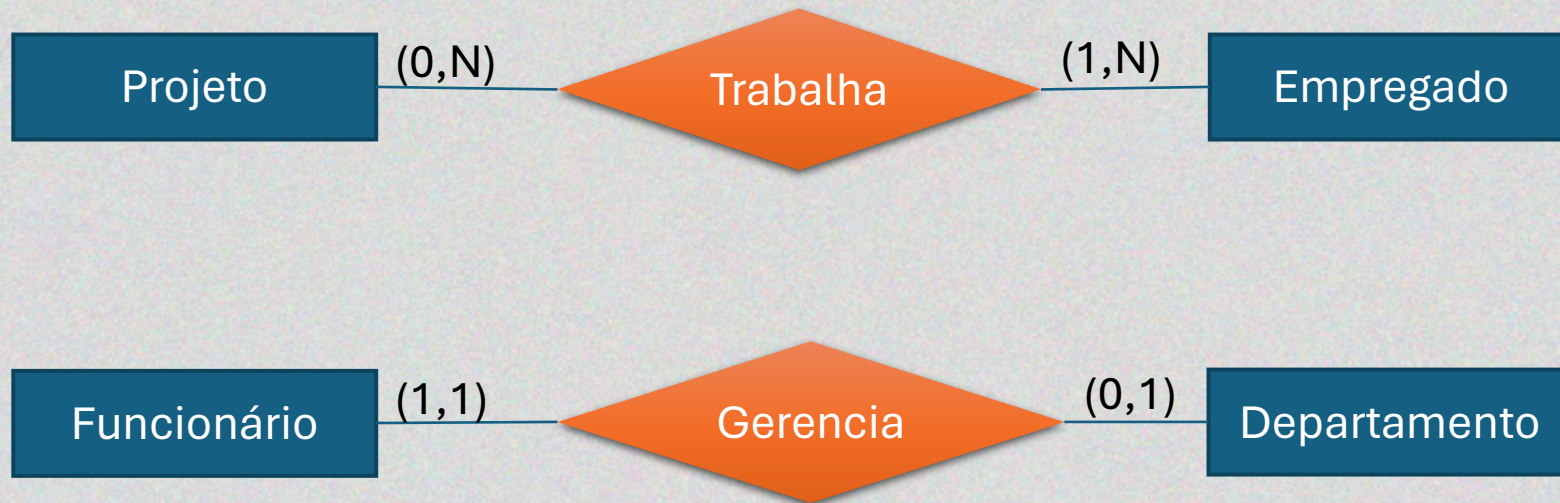 Projeto (0,N) Trabalha (1,N) Empregado
Funcionário (1,1) Gerencia (0,1) Departamento